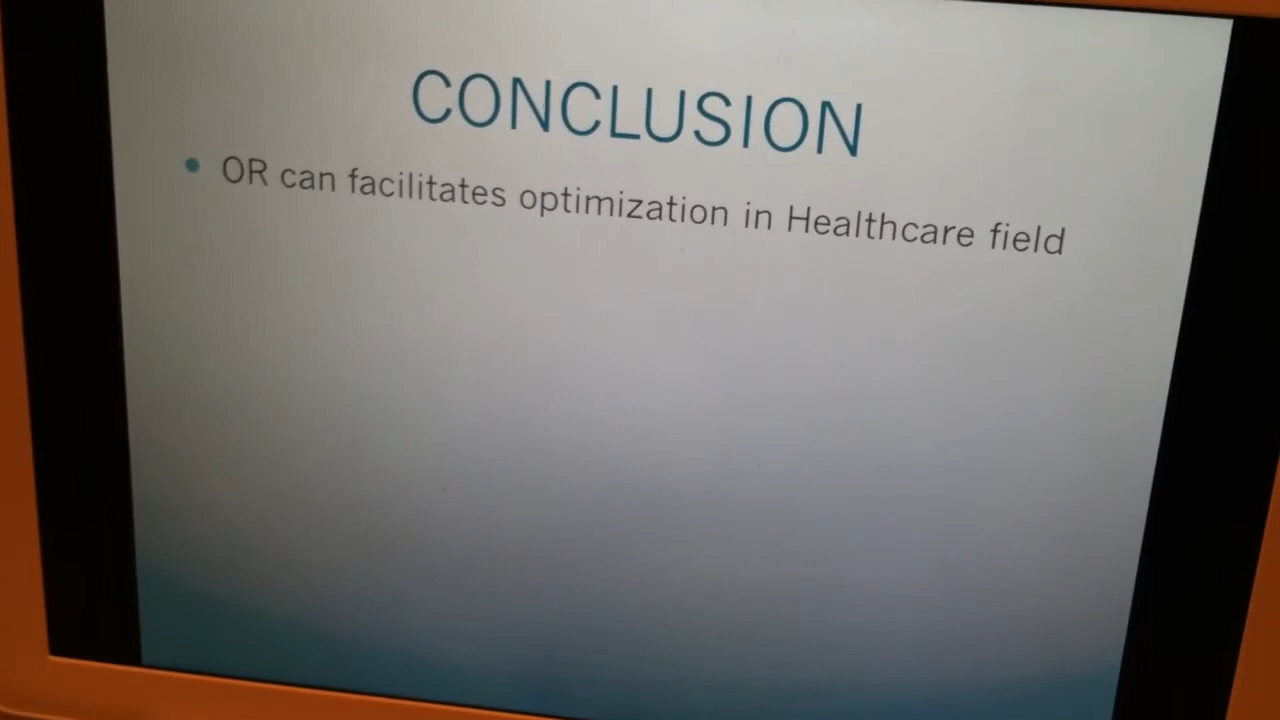 CONCLUSION
• OR can facilitates optimization in Healthcare field